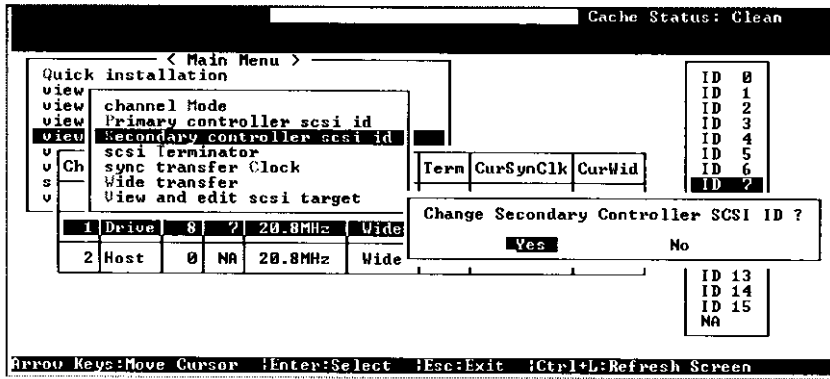 Cache Status: Clean
< Main Menu >
Quick installation
view
view
view
view
v
v
s
v
channel Mode
Primary controller scsi id
Secondary controller scsi id
scsi Terminator
sync transfer Clock
Wide transfer
View and edit scsi target
Ch Term CurSynClk CurWid
1 Drive 8 7 20.8MHz Wide
2 Host 0 NA 20.8MHz Wide
ID 0
ID 1
ID 2
ID 3
ID 4
ID 5
ID 6
ID 7
Change Secondary Controller SCSI ID ?
Yes No
ID 13
ID 14
ID 15
NA
Arrow Keys:Move Cursor |Enter:Select |Esc:Exit |Ctrl+L:Refresh Screen